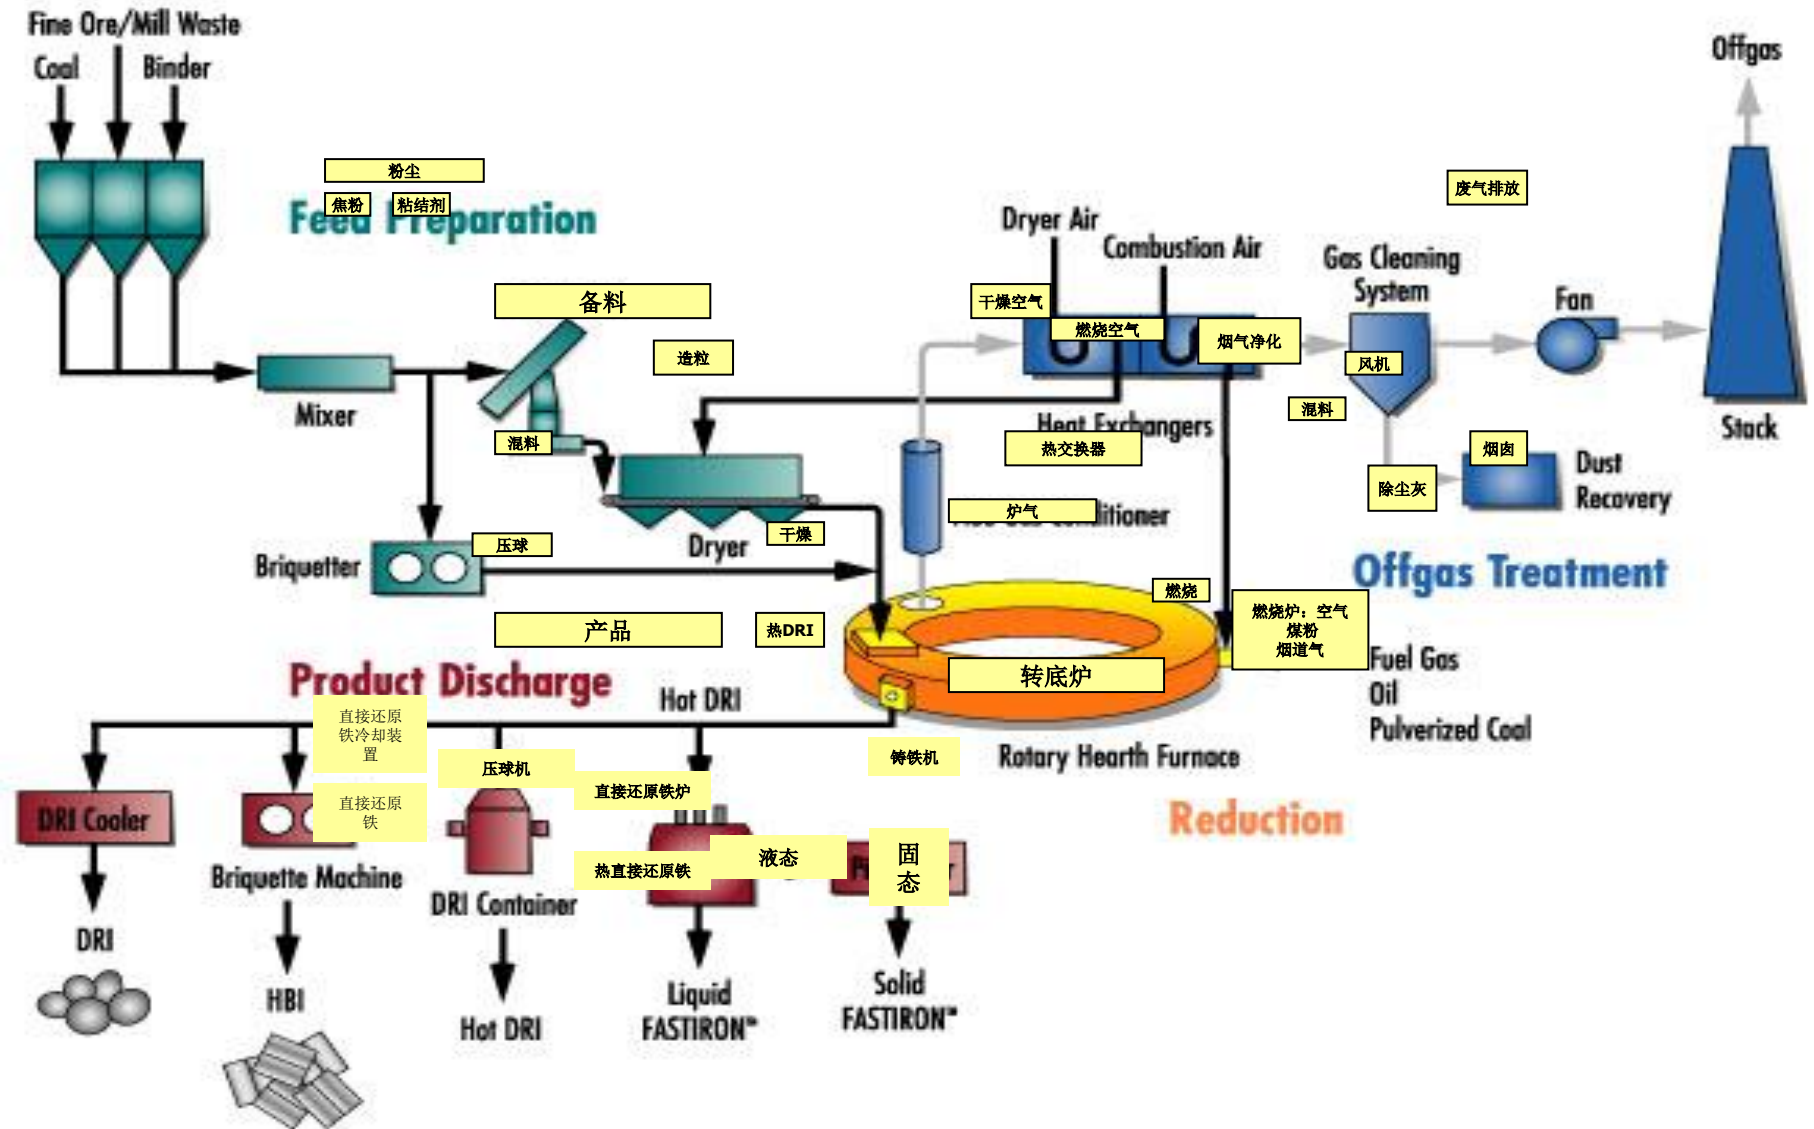 Fine Ore/Mill Waste
Coal
Binder
Offgas
粉尘
焦粉
粘结剂
Feed Preparation
废气排放
Dryer Air
Combustion Air
Gas Cleaning
System
Fan
备料
干燥空气
燃烧空气
烟气净化
造粒
风机
混料
Mixer
Heat Exchangers
Stack
混料
热交换器
烟囱
除尘灰
Dust
Recovery
炉气
干燥
Dryer
压球
Briquetter
Offgas Treatment
燃烧
燃烧炉：空气
煤粉
烟道气
产品
热DRI
转底炉
Fuel Gas
Oil
Pulverized Coal
Product Discharge
Hot DRI
直接还原
铁冷却装
置
压球机
铸铁机
Rotary Hearth Furnace
直接还原铁炉
直接还原
铁
DRI Cooler
Reduction
热直接还原铁
液态
固
态
Briquette Machine
DRI Container
DRI
HBI
Hot DRI
Liquid
FASTIRON™
Solid
FASTIRON™